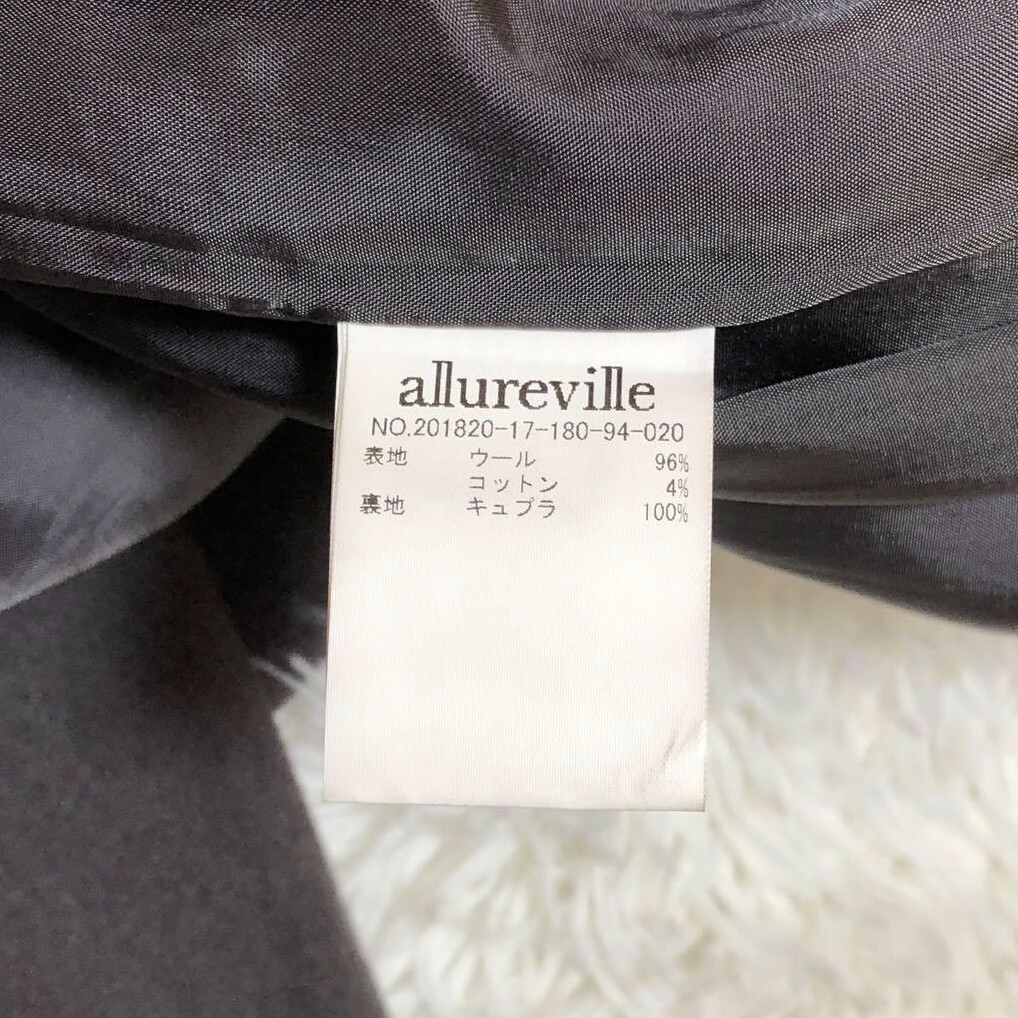 allureville
NO.201820-17-180-94-020
表地 ウール 96%
コットン 4%
裏地 キュプラ 100%